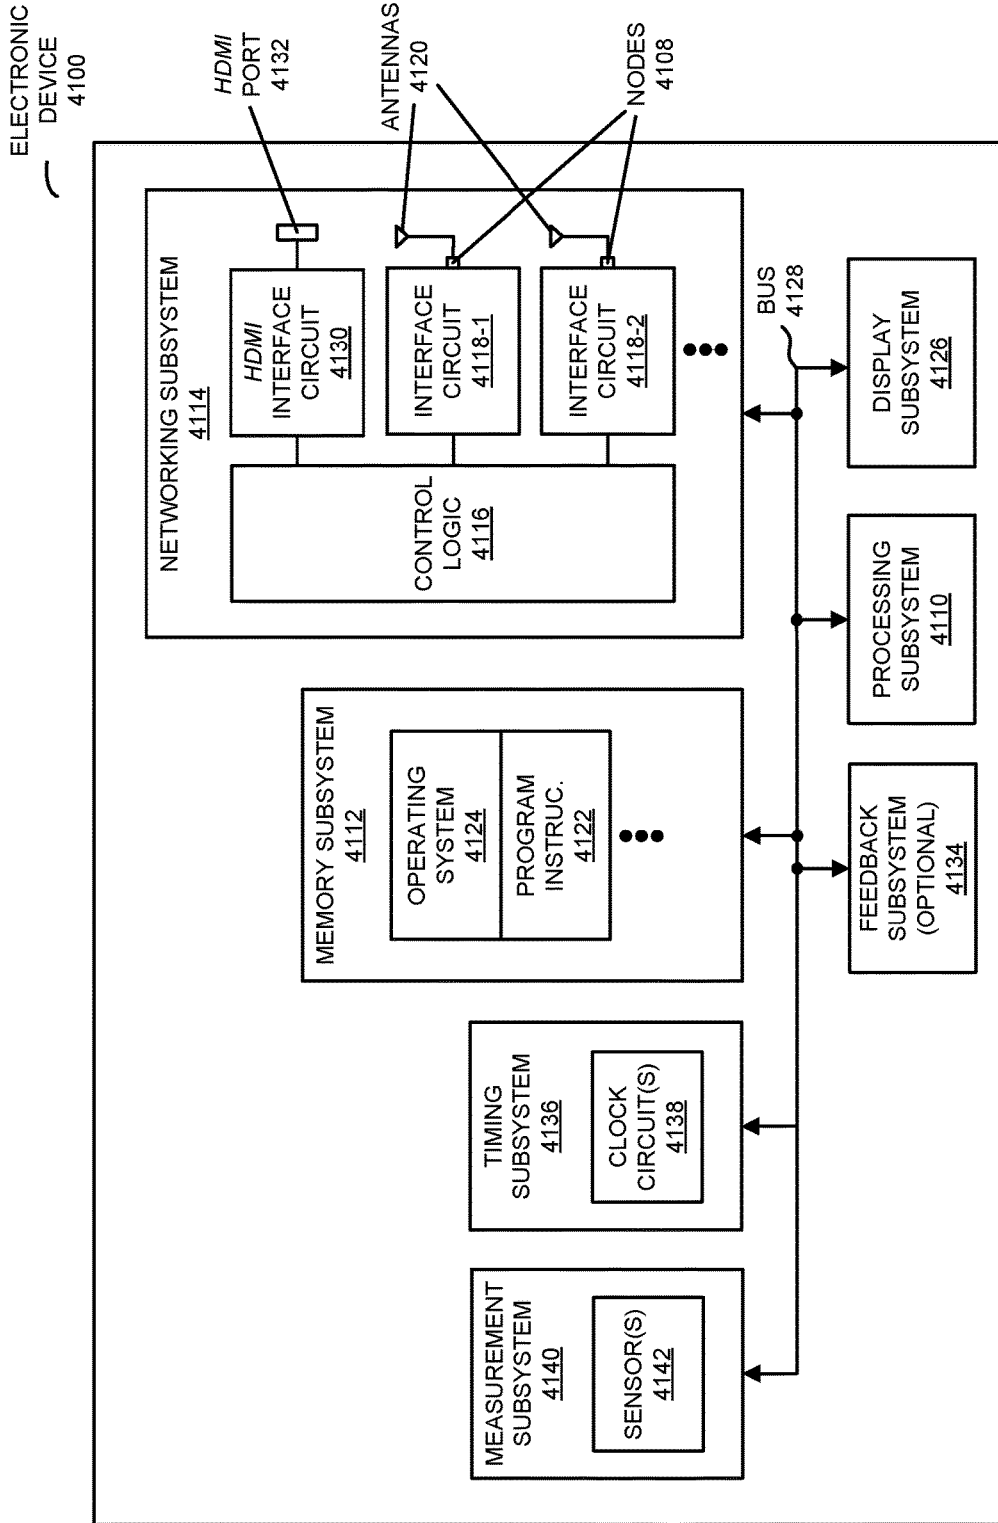 ELECTRONIC
DEVICE
4100
HDMI
PORT
4132
ANTENNAS
4120
NODES
4108
NETWORKING SUBSYSTEM
4114
HDMI
INTERFACE
CIRCUIT
4130
INTERFACE
CIRCUIT
4118-1
INTERFACE
CIRCUIT
4118-2
CONTROL
LOGIC
4116
MEMORY SUBSYSTEM
4112
OPERATING
SYSTEM
4124
PROGRAM
INSTRUC.
4122
TIMING
SUBSYSTEM
4136
CLOCK
CIRCUIT(S)
4138
MEASUREMENT
SUBSYSTEM
4140
SENSOR(S)
4142
BUS
4128
DISPLAY
SUBSYSTEM
4126
PROCESSING
SUBSYSTEM
4110
FEEDBACK
SUBSYSTEM
(OPTIONAL)
4134